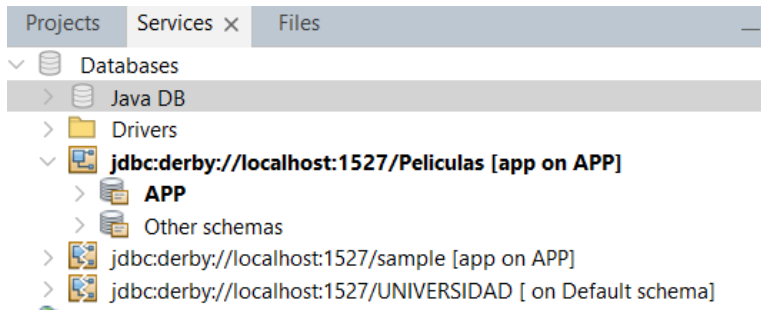 Projects Services × Files
Databases
Java DB
Drivers
jdbc:derby://localhost:1527/Peliculas [app on APP]
APP
Other schemas
jdbc:derby://localhost:1527/sample [app on APP]
jdbc:derby://localhost:1527/UNIVERSIDAD [ on Default schema]